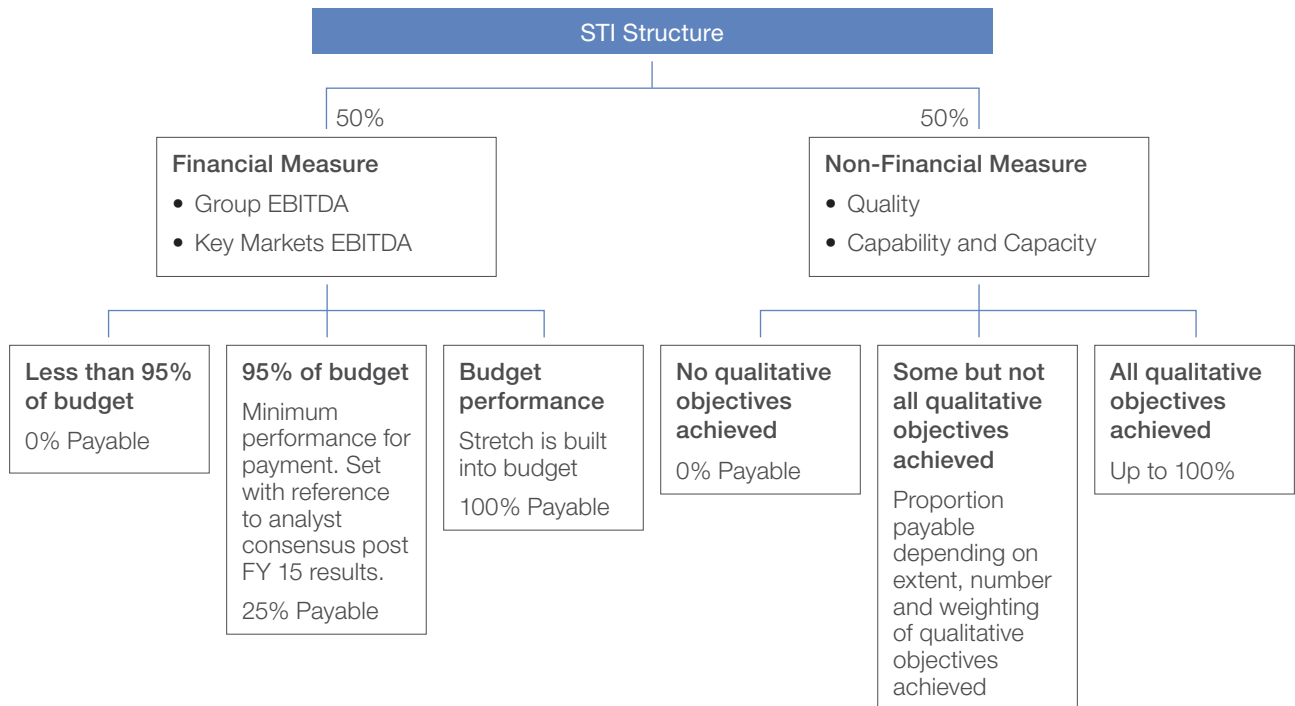 STI Structure
50%
50%
Financial Measure
• Group EBITDA
• Key Markets EBITDA
Non-Financial Measure
• Quality
• Capability and Capacity
Less than 95%
of budget
0% Payable
95% of budget
Minimum
performance for
payment. Set
with reference
to analyst
consensus post
FY 15 results.
25% Payable
Budget
performance
Stretch is built
into budget
100% Payable
No qualitative
objectives
achieved
0% Payable
Some but not
all qualitative
objectives
achieved
Proportion
payable
depending on
extent, number
and weighting
of qualitative
objectives
achieved
All qualitative
objectives
achieved
Up to 100%